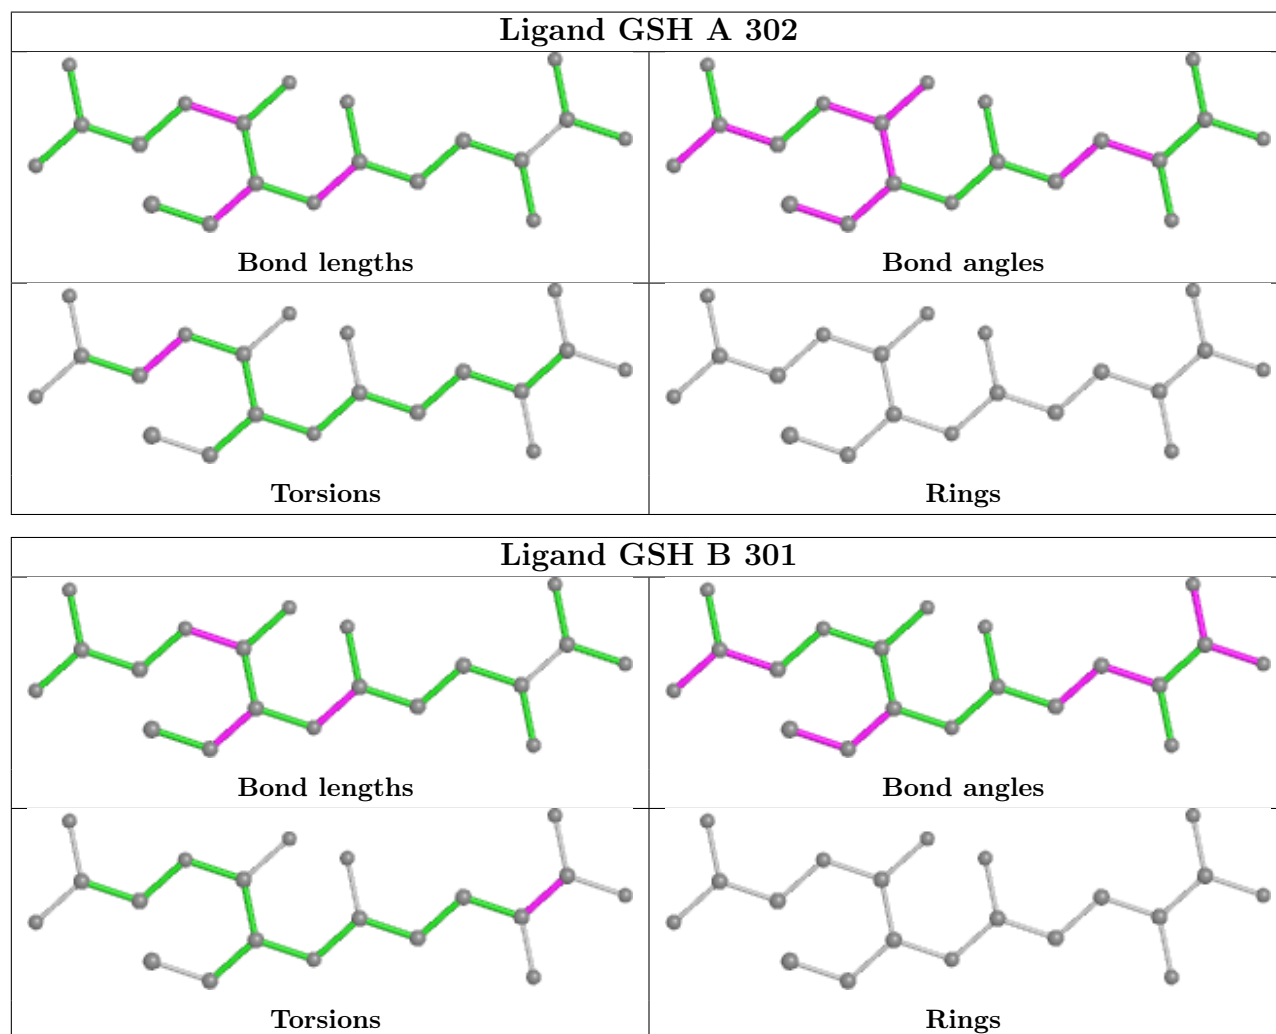 Ligand GSH A 302
Bond lengths
Bond angles
Torsions
Rings
Ligand GSH B 301
Bond lengths
Bond angles
Torsions
Rings